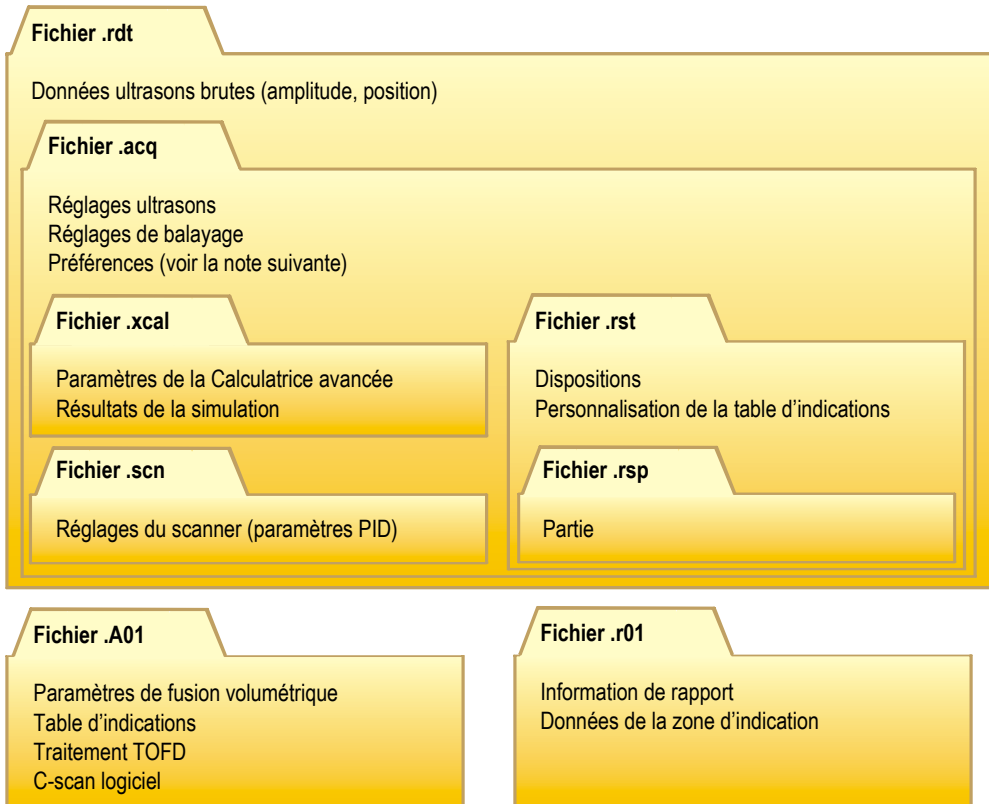 Fichier .rdt
Données ultrasons brutes (amplitude, position)
Fichier .acq
Réglages ultrasons
Réglages de balayage
Préférences (voir la note suivante)
Fichier .xcal
Paramètres de la Calculatrice avancée
Résultats de la simulation
Fichier .rst
Dispositions
Personnalisation de la table d’indications
Fichier .scn
Réglages du scanner (paramètres PID)
Fichier .rsp
Partie
Fichier .A01
Paramètres de fusion volumétrique
Table d’indications
Traitement TOFD
C-scan logiciel
Fichier .r01
Information de rapport
Données de la zone d’indication